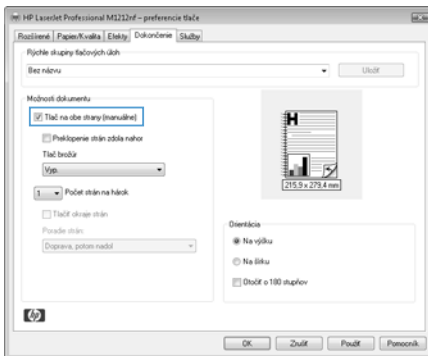 HP LaserJet Professional M1212nf – preferencie tlače
Rozšírené Papier/Kvalita Efekty Dokončenie Služby
Rýchle skupiny tlačových úloh
Bez názvu Uložiť
Možnosti dokumentu
Tlač na obe strany (manuálne)
Preklopenie strán zdola nahor
Tlač brožúr
Vyp.
1 Počet strán na hárok
Tlačiť okraje strán
Poradie strán:
Doprava, potom nadol
215,9 x 279,4 mm
Orientácia
Na výšku
Na šírku
Otočiť o 180 stupňov
hp
OK Zrušiť Použiť Pomocník